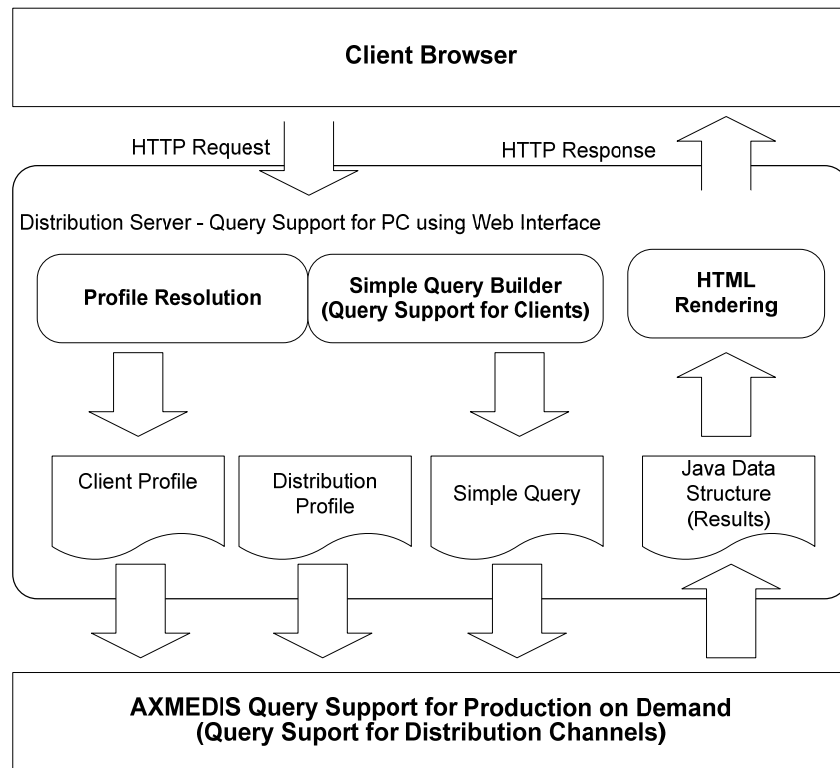 Client Browser
HTTP Request
HTTP Response
Distribution Server - Query Support for PC using Web Interface
Profile Resolution
Simple Query Builder
(Query Support for Clients)
HTML
Rendering
Client Profile
Distribution
Profile
Simple Query
Java Data
Structure
(Results)
AXMEDIS Query Support for Production on Demand
(Query Suport for Distribution Channels)